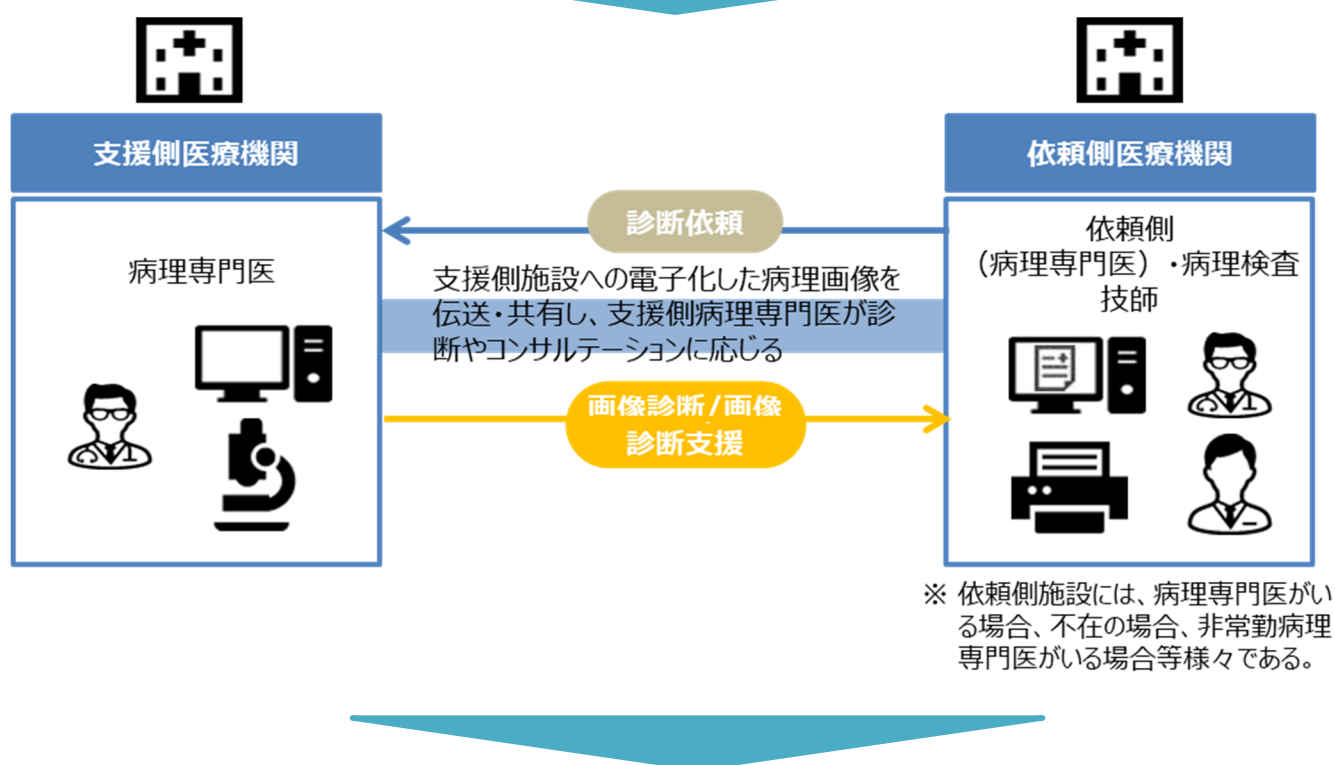 支援側医療機関
病理専門医
診断依頼
支援側施設への電子化した病理画像を
伝送・共有し、支援側病理専門医が診
断やコンサルテーションに応じる
画像診断/画像
診断支援
依頼側医療機関
依頼側
（病理専門医）・病理検査
技師
※ 依頼側施設には、病理専門医がい
る場合、不在の場合、非常勤病理
専門医がいる場合等様々である。